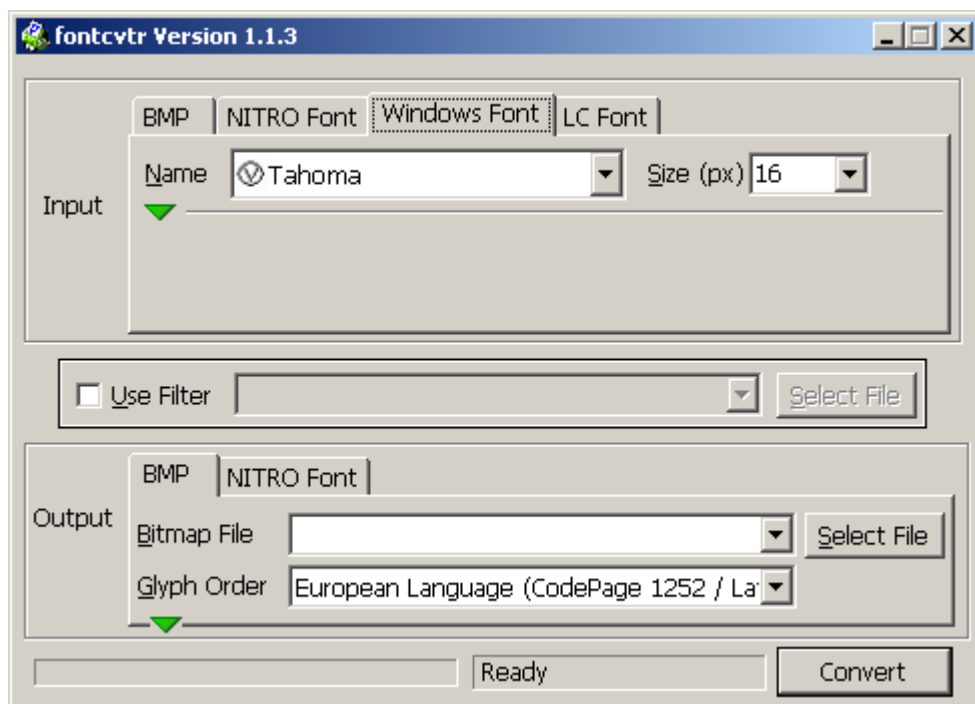 fontcvtr Version 1.1.3
BMP NITRO Font Windows Font LC Font
Name Tahoma Size (px) 16
Input
Use Filter Select File
BMP NITRO Font
Output
Bitmap File Select File
Glyph Order European Language (CodePage 1252 / La
Ready Convert